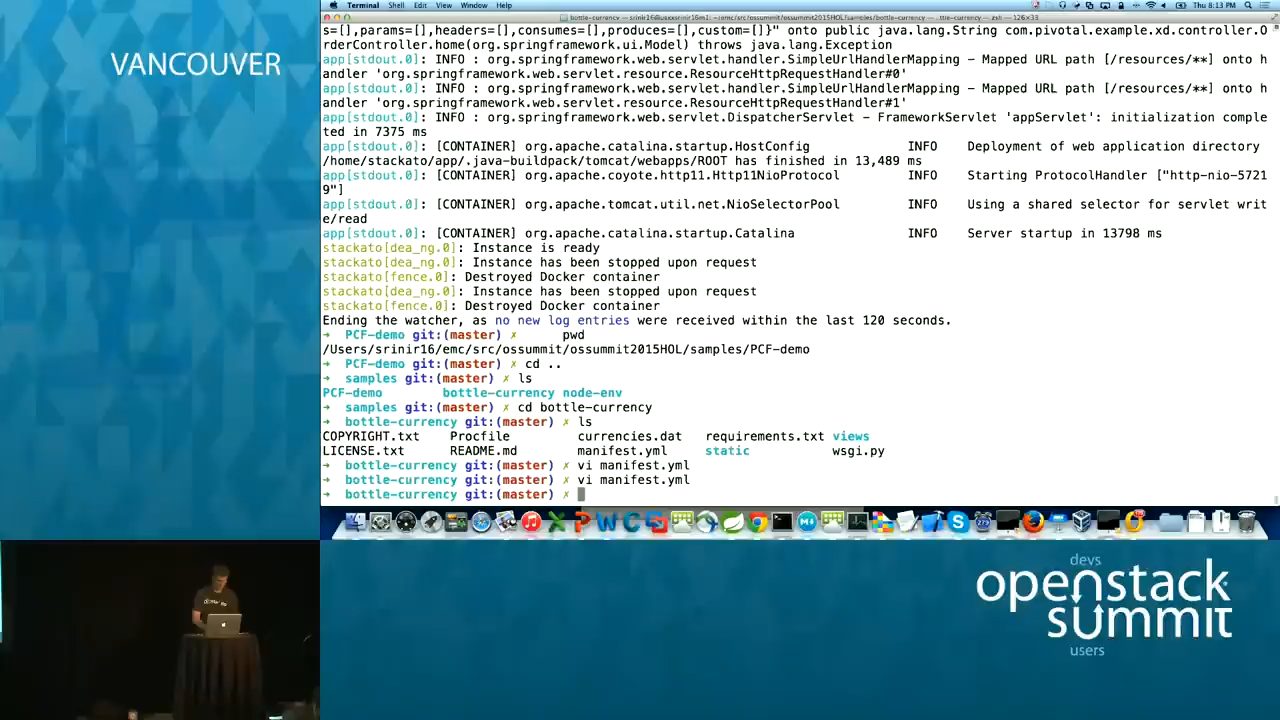 VANCOUVER
Terminal Shell Edit View Window Help
Thu 8:13 PM
s=[],params=[],headers=[],consumes=[],produces=[],custom=[]}" onto public java.lang.String com.pivotal.example.xd.controller.O
rderController.home(org.springframework.ui.Model) throws java.lang.Exception
app[stdout.0]: INFO : org.springframework.web.servlet.handler.SimpleUrlHandlerMapping - Mapped URL path [/resources/**] onto h
andler 'org.springframework.web.servlet.resource.ResourceHttpRequestHandler#0'
app[stdout.0]: INFO : org.springframework.web.servlet.handler.SimpleUrlHandlerMapping - Mapped URL path [/resources/**] onto h
andler 'org.springframework.web.servlet.resource.ResourceHttpRequestHandler#1'
app[stdout.0]: INFO : org.springframework.web.servlet.DispatcherServlet - FrameworkServlet 'appServlet': initialization comple
ted in 7375 ms
app[stdout.0]: [CONTAINER] org.apache.catalina.startup.HostConfig INFO Deployment of web application directory
/home/stackato/app/.java-buildpack/tomcat/webapps/ROOT has finished in 13,489 ms
app[stdout.0]: [CONTAINER] org.apache.coyote.http11.Http11NioProtocol INFO Starting ProtocolHandler ["http-nio-5721
9"]
app[stdout.0]: [CONTAINER] org.apache.tomcat.util.net.NioSelectorPool INFO Using a shared selector for servlet writ
e/read
app[stdout.0]: [CONTAINER] org.apache.catalina.startup.Catalina INFO Server startup in 13798 ms
stackato[dea_ng.0]: Instance is ready
stackato[dea_ng.0]: Instance has been stopped upon request
stackato[fence.0]: Destroyed Docker container
stackato[dea_ng.0]: Instance has been stopped upon request
stackato[fence.0]: Destroyed Docker container
Ending the watcher, as no new log entries were received within the last 120 seconds.
→ PCF-demo git:(master) ✗ pwd
/Users/srinir16/emc/src/ossummit/ossummit2015HOL/samples/PCF-demo
→ PCF-demo git:(master) ✗ cd ..
→ samples git:(master) ✗ ls
PCF-demo bottle-currency node-env
→ samples git:(master) ✗ cd bottle-currency
→ bottle-currency git:(master) ✗ ls
COPYRIGHT.txt Procfile currencies.dat requirements.txt views
LICENSE.txt README.md manifest.yml static wsgi.py
→ bottle-currency git:(master) ✗ vi manifest.yml
→ bottle-currency git:(master) ✗ vi manifest.yml
→ bottle-currency git:(master) ✗
devs
openstack
summit
users